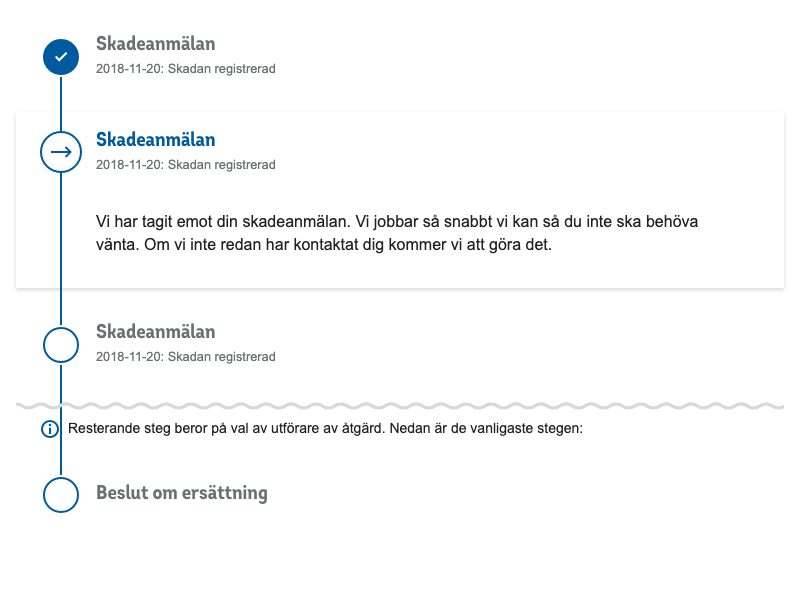 Skadeanmälan
2018-11-20: Skadan registrerad
Skadeanmälan
2018-11-20: Skadan registrerad
Vi har tagit emot din skadeanmälan. Vi jobbar så snabbt vi kan så du inte ska behöva
vänta. Om vi inte redan har kontaktat dig kommer vi att göra det.
Skadeanmälan
2018-11-20: Skadan registrerad
Resterande steg beror på val av utförare av åtgärd. Nedan är de vanligaste stegen:
Beslut om ersättning